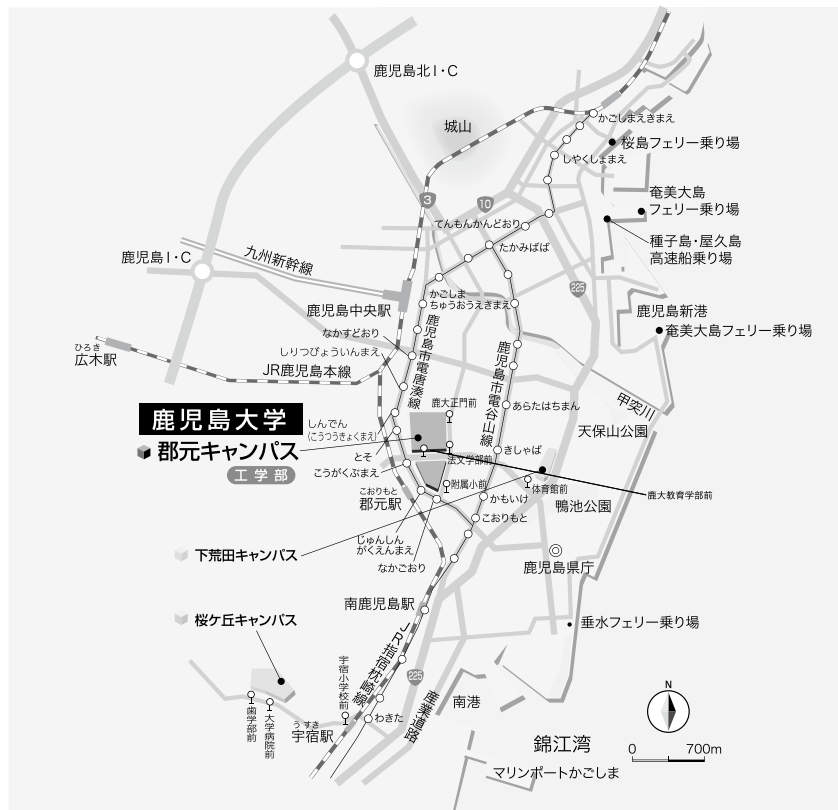 鹿児島北I・C
城山
かごしまえきまえ
桜島フェリー乗り場
しやくしょまえ
奄美大島
フェリー乗り場
3
10
てんもんかんどおり
たかみばば
種子島・屋久島
高速船乗り場
九州新幹線
鹿児島I・C
225
かごしま
ちゅうおうえきまえ
鹿児島中央駅
鹿児島新港
奄美大島フェリー乗り場
なかすどおり
しりつびょういんまえ
ひろき
広木駅
JR鹿児島本線
鹿児島市電唐湊線
鹿児島市電谷山線
甲突川
天保山公園
鹿大正門前
あらたはちまん
鹿児島大学
郡元キャンパス
工学部
しんでん
(こうつうきょくまえ)
とそ
こうがくぶまえ
法文学部前
きしゃば
附属小前
体育館前
鹿大教育学部前
鴨池公園
こおりもと
郡元駅
かもいけ
こおりもと
じゅんしん
がくえんまえ
なかごおり
下荒田キャンパス
鹿児島県庁
南鹿児島駅
垂水フェリー乗り場
桜ケ丘キャンパス
JR指宿枕崎線
宇宿小学校前
225
産業道路
南港
歯学部前
大学病院前
うすき
宇宿駅
わきた
N
錦江湾
0 700m
マリンポートかごしま